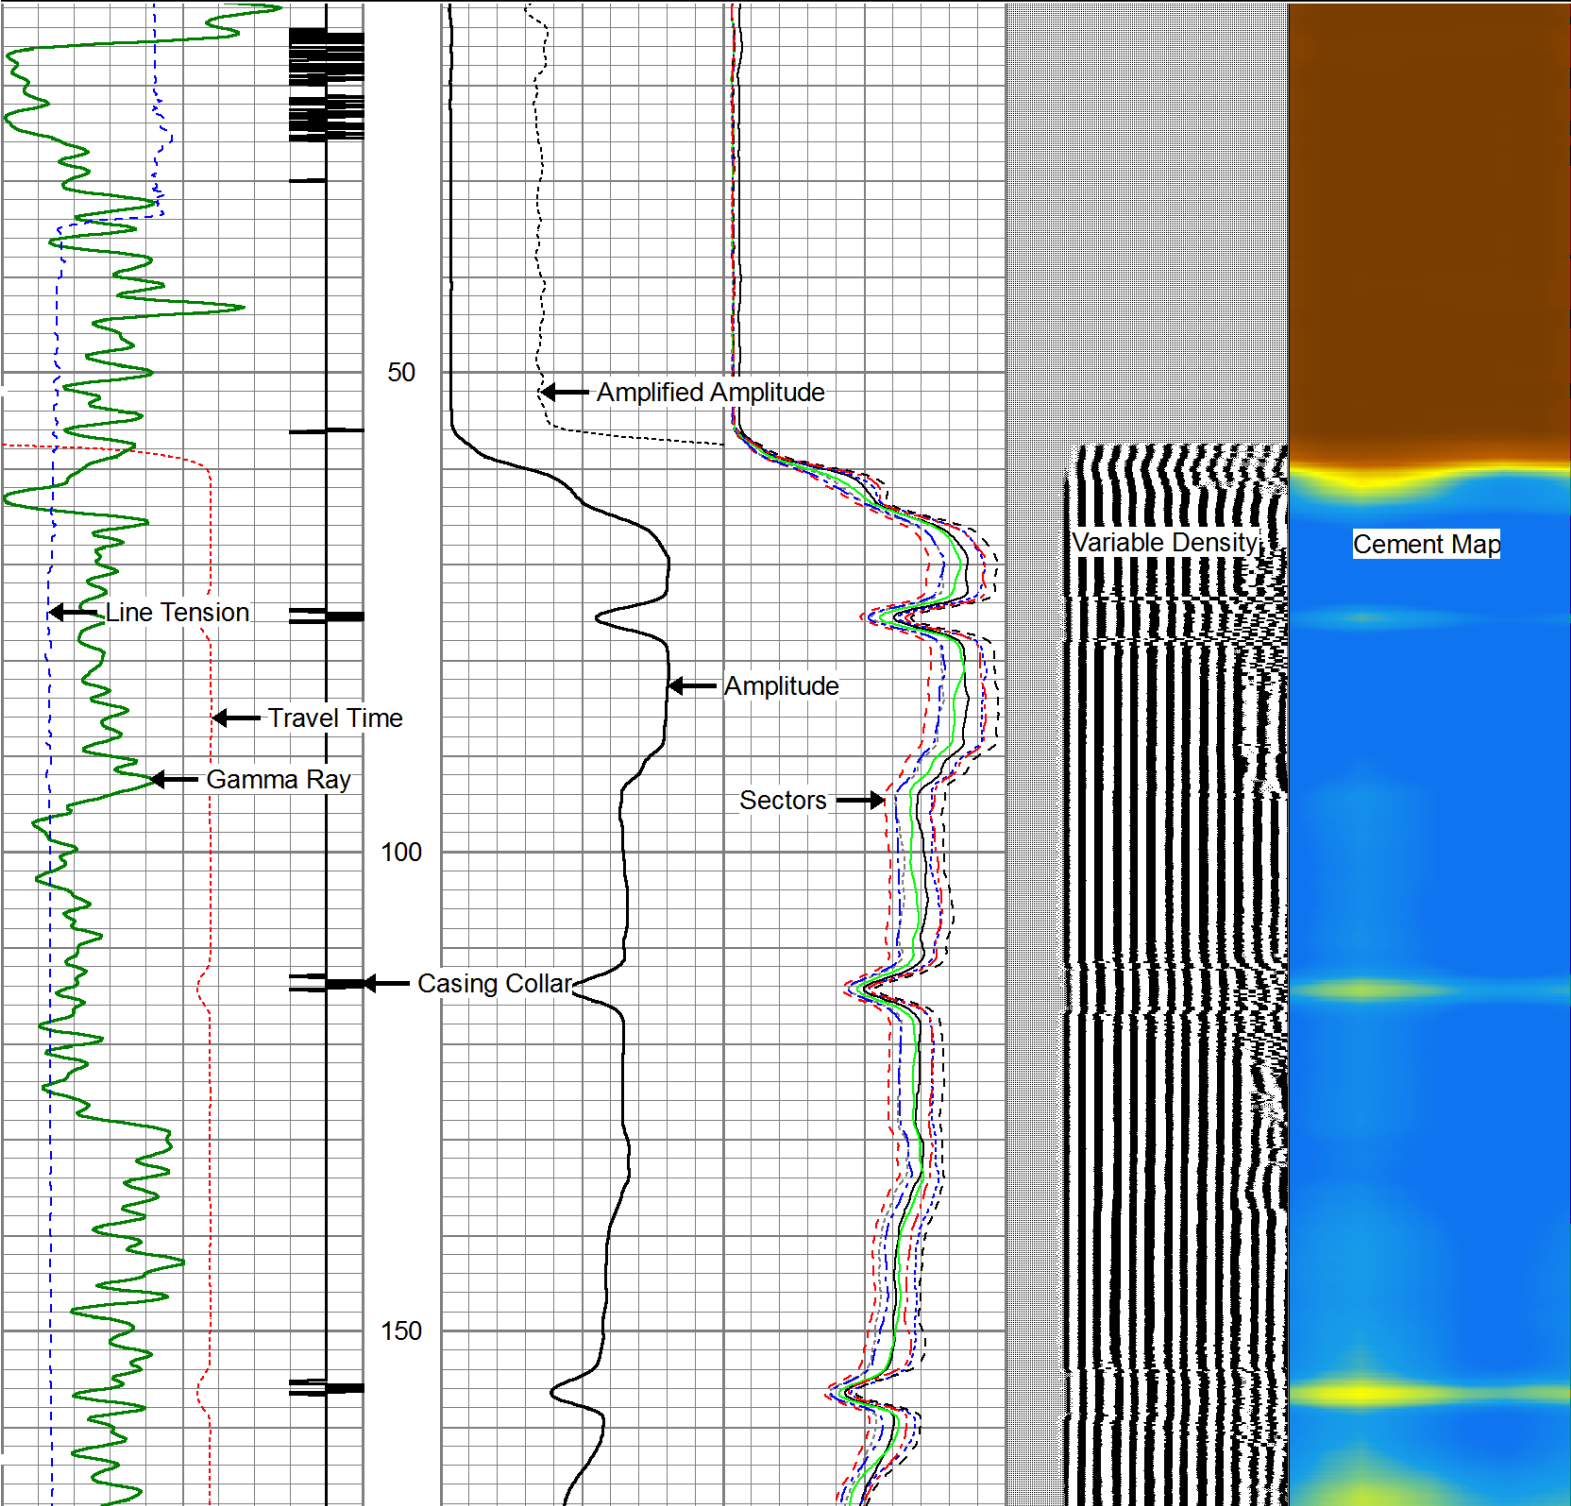 50
Amplified Amplitude
Variable Density
Cement Map
Line Tension
Amplitude
Travel Time
Gamma Ray
Sectors
100
Casing Collar
150